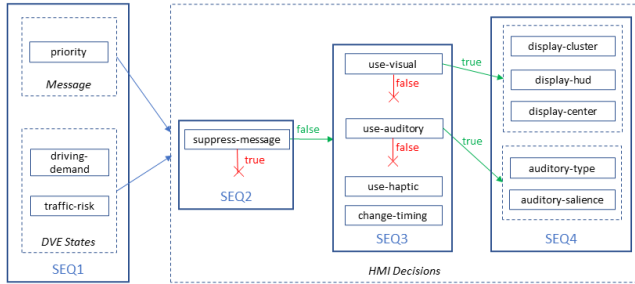 priority
Message
driving-
demand
traffic-risk
DVE States
SEQ1
suppress-message
true
SEQ2
false
use-visual
false
use-auditory
false
use-haptic
change-timing
SEQ3
true
true
display-cluster
display-hud
display-center
auditory-type
auditory-salience
SEQ4
HMI Decisions